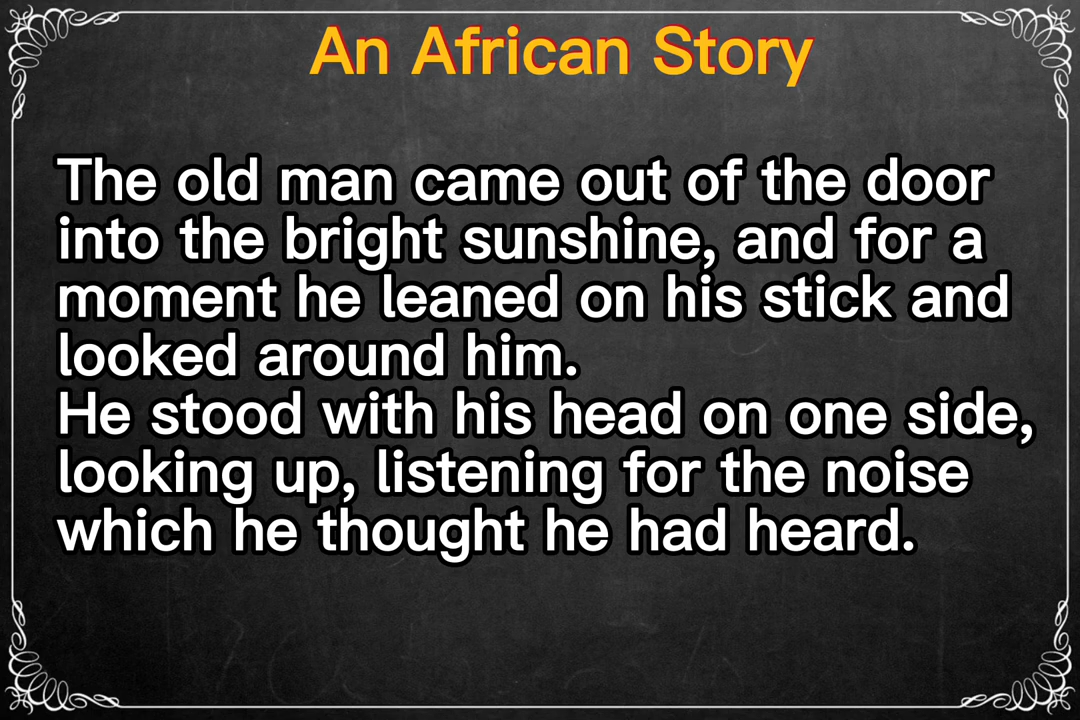 An African Story
The old man came out of the door
into the bright sunshine, and for a
moment he leaned on his stick and
looked around him.
He stood with his head on one side,
looking up, listening for the noise
which he thought he had heard.